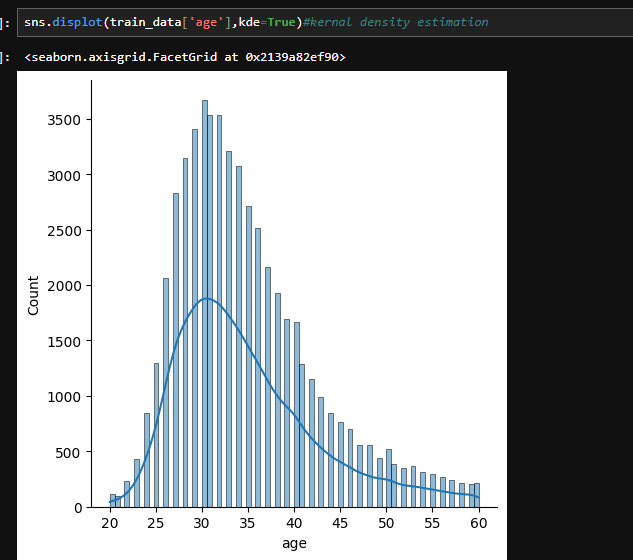 ]: sns.displot(train_data['age'],kde=True)#kernal density estimation
]: <seaborn.axisgrid.FacetGrid at 0x2139a82ef90>
3500
3000
2500
2000
1500
1000
500
0
Count
20 25 30 35 40 45 50 55 60
age